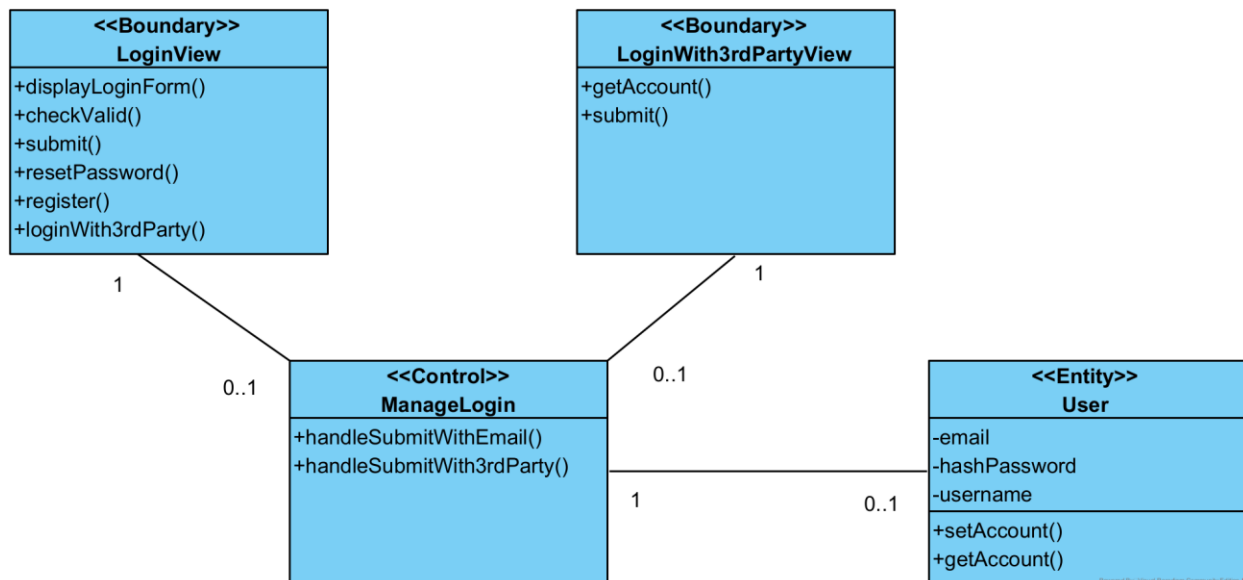 <<Boundary>>
LoginView
+displayLoginForm()
+checkValid()
+submit()
+resetPassword()
+register()
+loginWith3rdParty()
<<Boundary>>
LoginWith3rdPartyView
+getAccount()
+submit()
1
1
0..1
0..1
<<Control>>
ManageLogin
+handleSubmitWithEmail()
+handleSubmitWith3rdParty()
1
0..1
<<Entity>>
User
-email
-hashPassword
-username
+setAccount()
+getAccount()